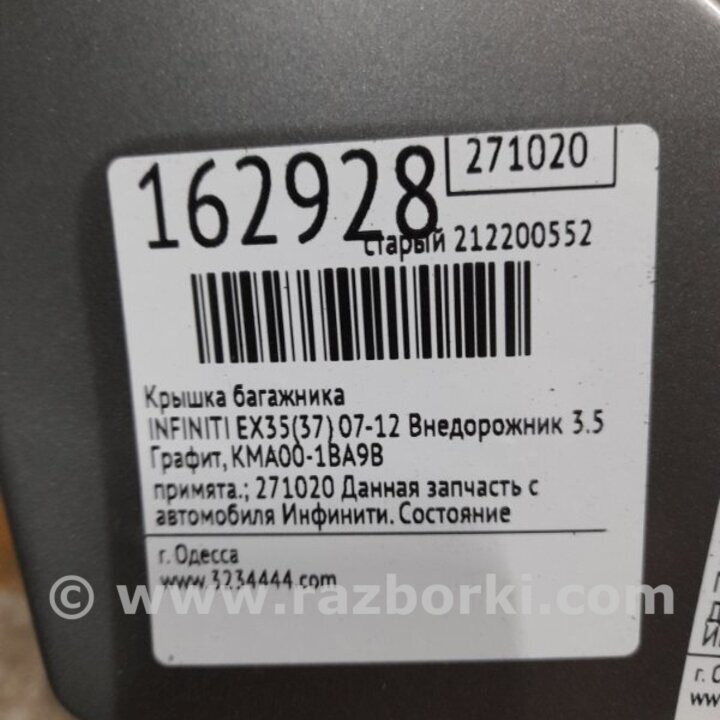 162928
271020
старый 212200552
Крышка багажника
INFINITI EX35(37) 07-12 Внедорожник 3.5
Графит, KMA00-1BA9B
примята.; 271020 Данная запчасть с
автомобиля Инфинити. Состояние
г. Одесса
www.3234444.com
© www.razborki.com